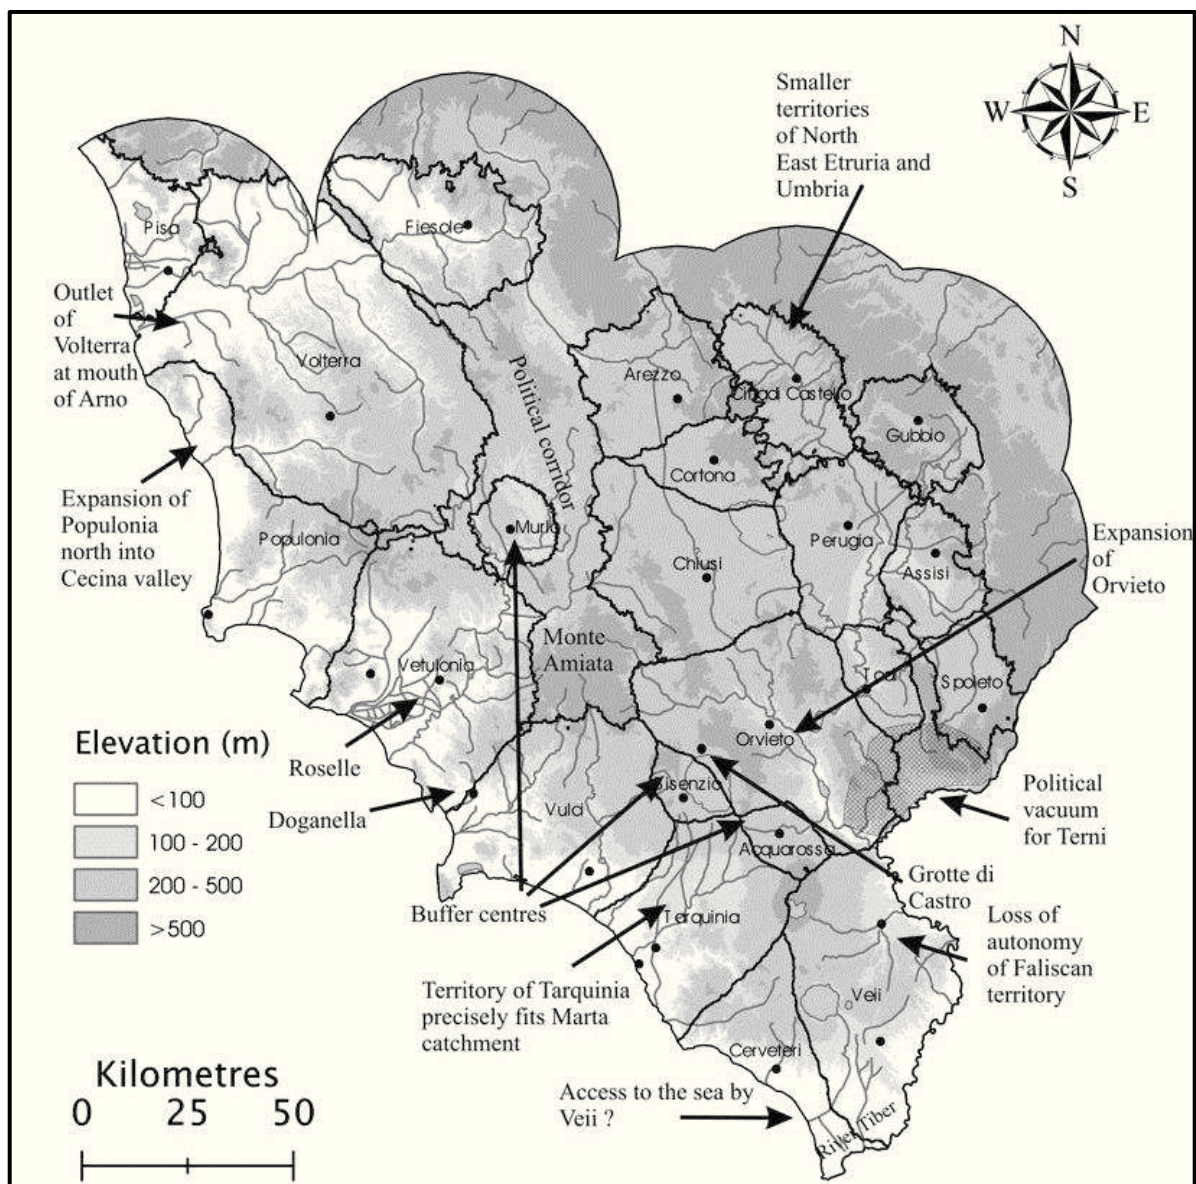 N
W
E
S
Smaller
territories
of North
East Etruria and
Umbria
Pisa
Fiesole
Outlet
of
Volterra
at mouth
of Arno
Volterra
Political corridor
Arezzo
Citta di Castello
Gubbio
Cortona
Expansion of
Populonia
north into
Cecina valley
Populonia
Murlo
Chiusi
Perugia
Assisi
Expansion
of
Orvieto
Monte
Amiata
Vetulonia
Todi
Spoleto
Orvieto
Elevation (m)
<100
100 - 200
200 - 500
>500
Roselle
Doganella
Vulci
Bisenzio
Acquarossa
Political
vacuum
for Terni
Grotte di
Castro
Buffer centres
Tarquinia
Loss of
autonomy
of Faliscan
territory
Territory of Tarquinia
precisely fits Marta
catchment
Veii
Cerveteri
Access to the sea by
Veii ?
River Tiber
Kilometres
0 25 50